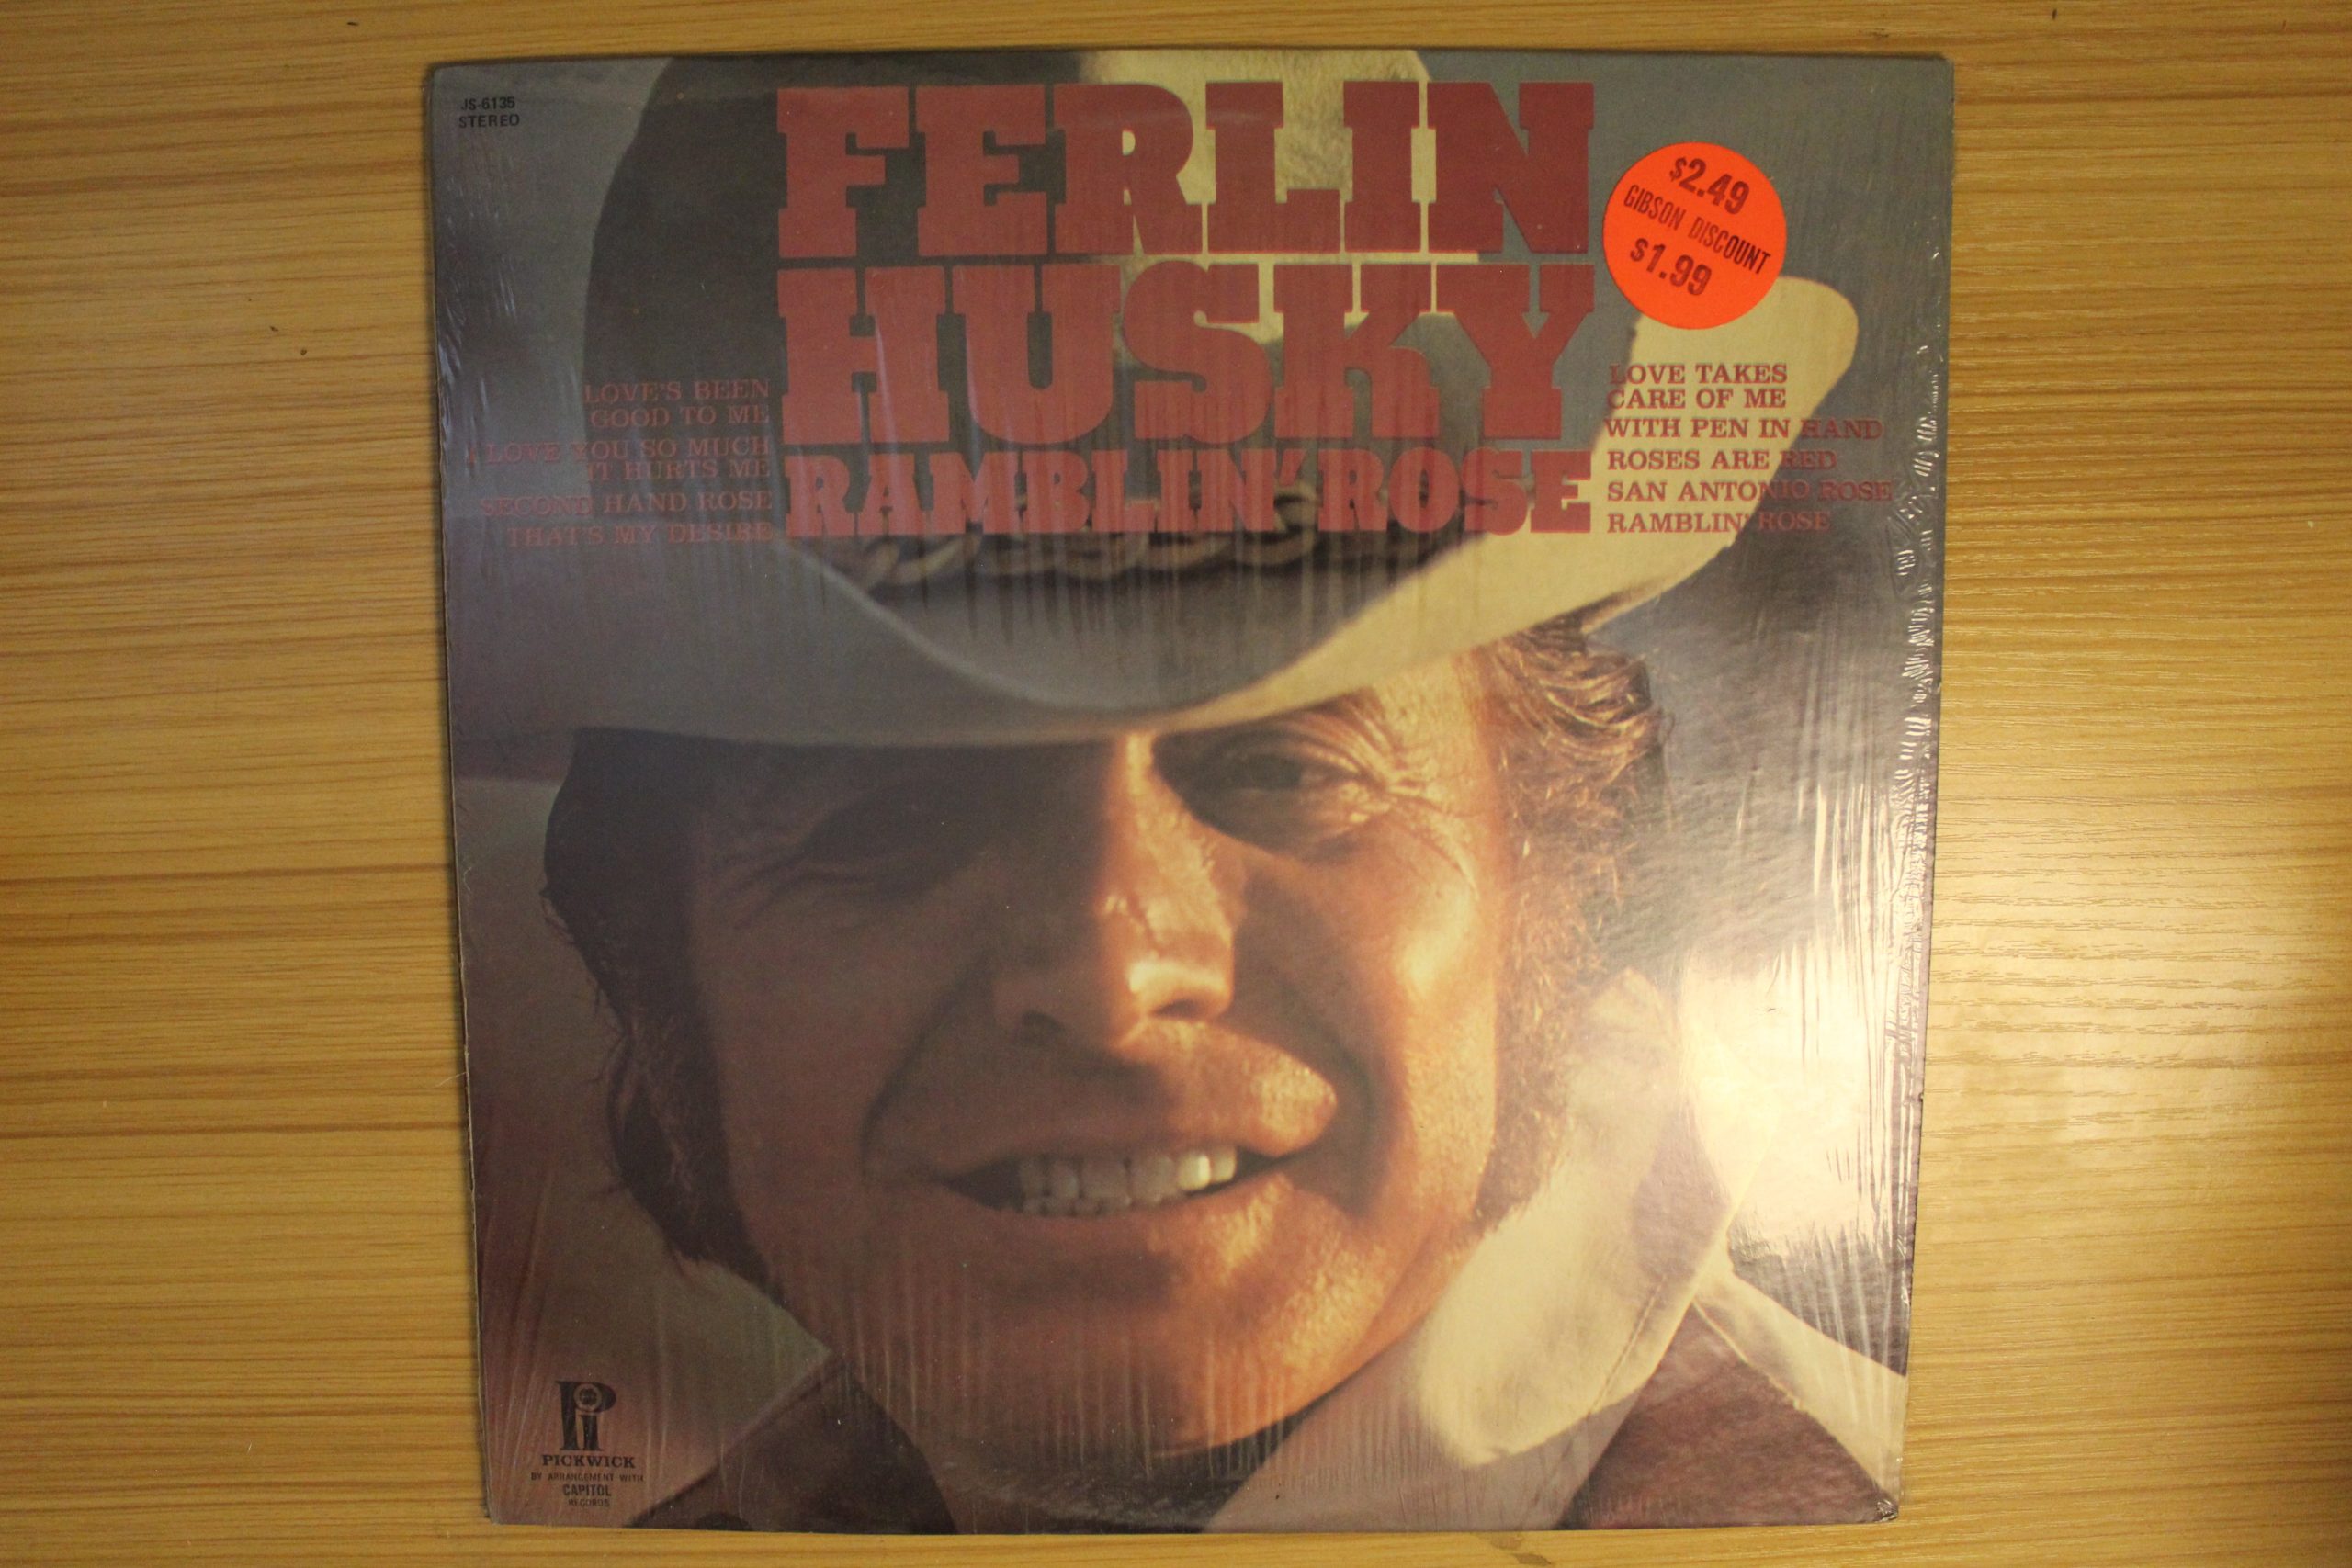 JS-6135
STEREO
FERLIN
HUSKY
RAMBLIN' ROSE
$2.49
GIBSON DISCOUNT
$1.99
LOVE'S BEEN
GOOD TO ME
I LOVE YOU SO MUCH
IT HURTS ME
SECOND HAND ROSE
THAT'S MY DESIRE
LOVE TAKES
CARE OF ME
WITH PEN IN HAND
ROSES ARE RED
SAN ANTONIO ROSE
RAMBLIN' ROSE
Pi
PICKWICK
BY ARRANGEMENT WITH
CAPITOL
RECORDS